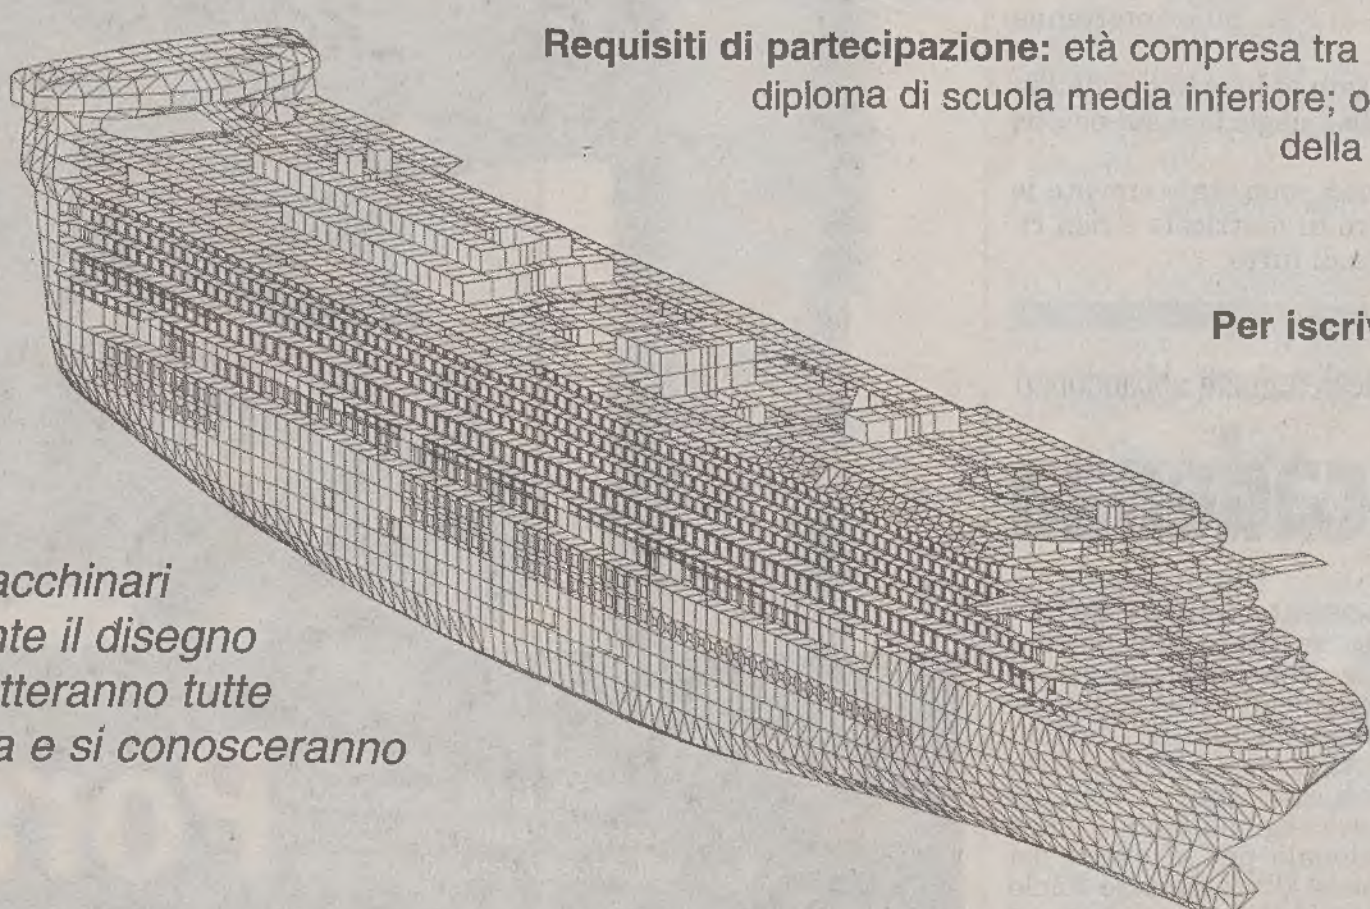 Requisiti di partecipazione: età compresa tra
diploma di scuola media inferiore; o
della
Per iscriv
acchinari
nte il disegno
tteranno tutte
a e si conosceranno